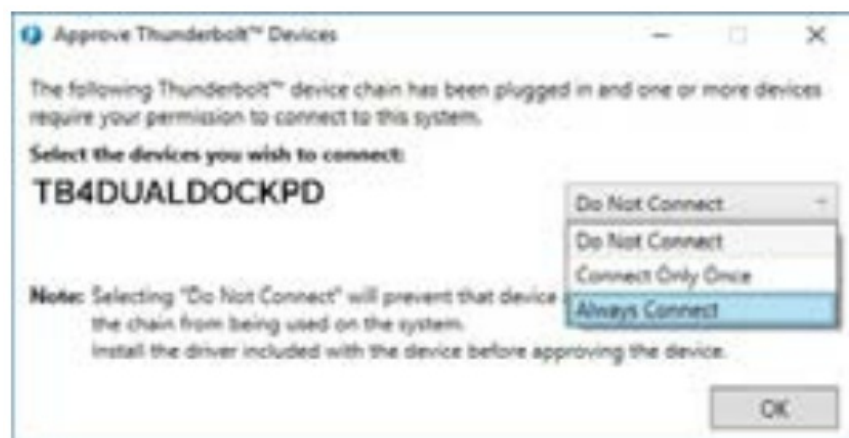 Approve Thunderbolt™ Devices
The following Thunderbolt™ device chain has been plugged in and one or more devices
require your permission to connect to this system.
Select the devices you wish to connect:
TB4DUALDOCKPD
Do Not Connect
Do Not Connect
Connect Only Once
Always Connect
Note: Selecting "Do Not Connect" will prevent that device
the chain from being used on the system.
Install the driver included with the device before approving the device.
OK